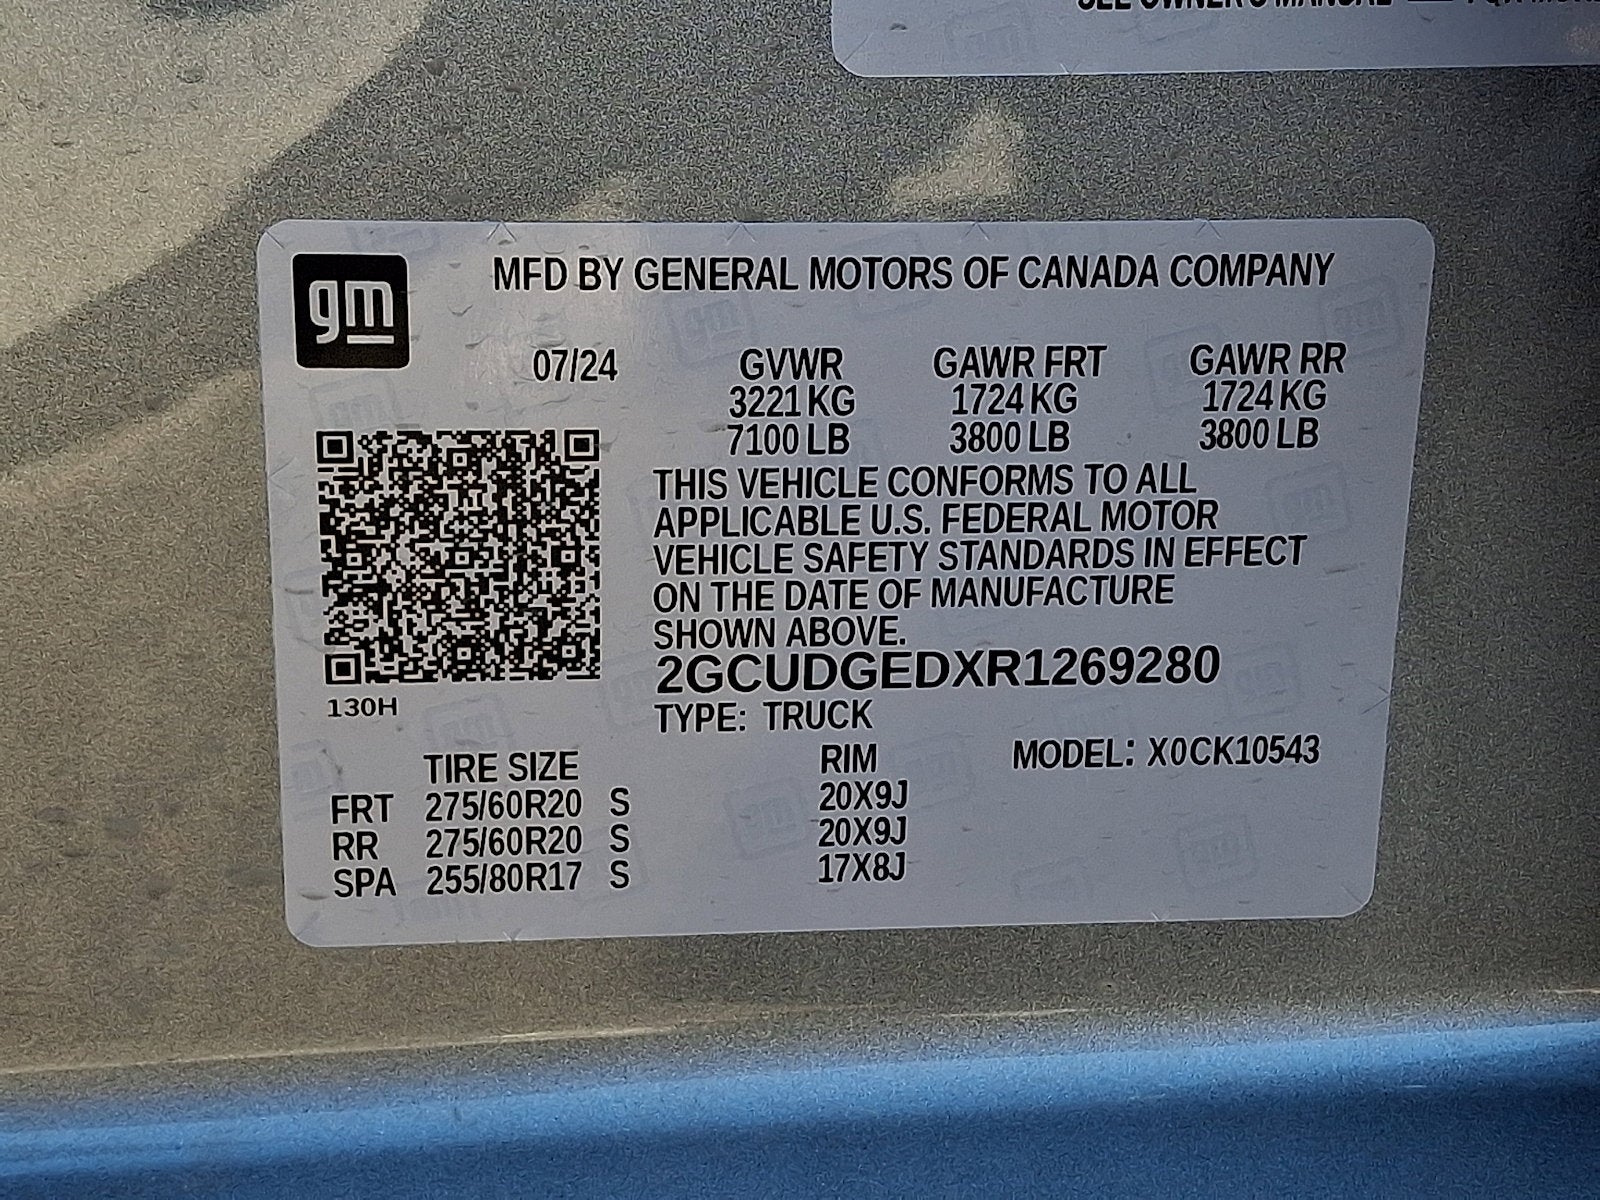 SEE OWNER'S MANUAL
gm
MFD BY GENERAL MOTORS OF CANADA COMPANY
07/24 GVWR GAWR FRT GAWR RR
3221 KG 1724 KG 1724 KG
7100 LB 3800 LB 3800 LB
THIS VEHICLE CONFORMS TO ALL
APPLICABLE U.S. FEDERAL MOTOR
VEHICLE SAFETY STANDARDS IN EFFECT
ON THE DATE OF MANUFACTURE
SHOWN ABOVE.
2GCUDGEDXR1269280
130H
TYPE: TRUCK
TIRE SIZE RIM MODEL: X0CK10543
FRT 275/60R20 S 20X9J
RR 275/60R20 S 20X9J
SPA 255/80R17 S 17X8J